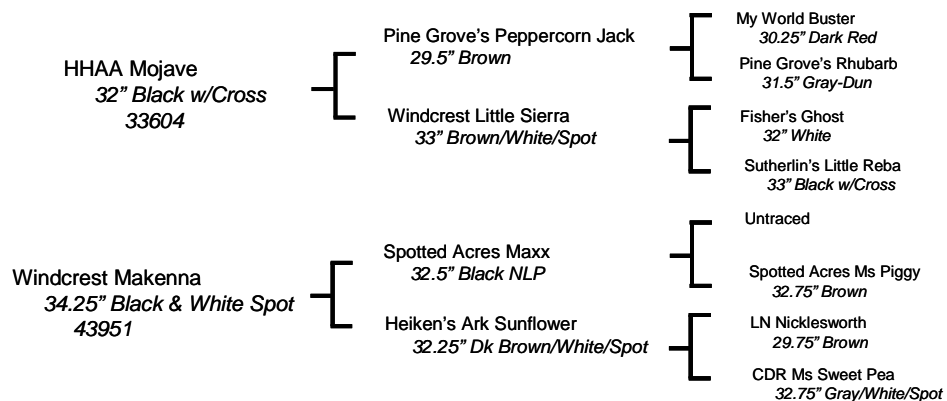 HHAA Mojave
32” Black w/Cross
33604
Pine Grove’s Peppercorn Jack
29.5” Brown
My World Buster
30.25” Dark Red
Pine Grove’s Rhubarb
31.5” Gray-Dun
Windcrest Little Sierra
33” Brown/White/Spot
Fisher’s Ghost
32” White
Sutherlin’s Little Reba
33” Black w/Cross
Windcrest Makenna
34.25” Black & White Spot
43951
Spotted Acres Maxx
32.5” Black NLP
Untraced
Spotted Acres Ms Piggy
32.75” Brown
Heiken’s Ark Sunflower
32.25” Dk Brown/White/Spot
LN Nicklesworth
29.75” Brown
CDR Ms Sweet Pea
32.75” Gray/White/Spot